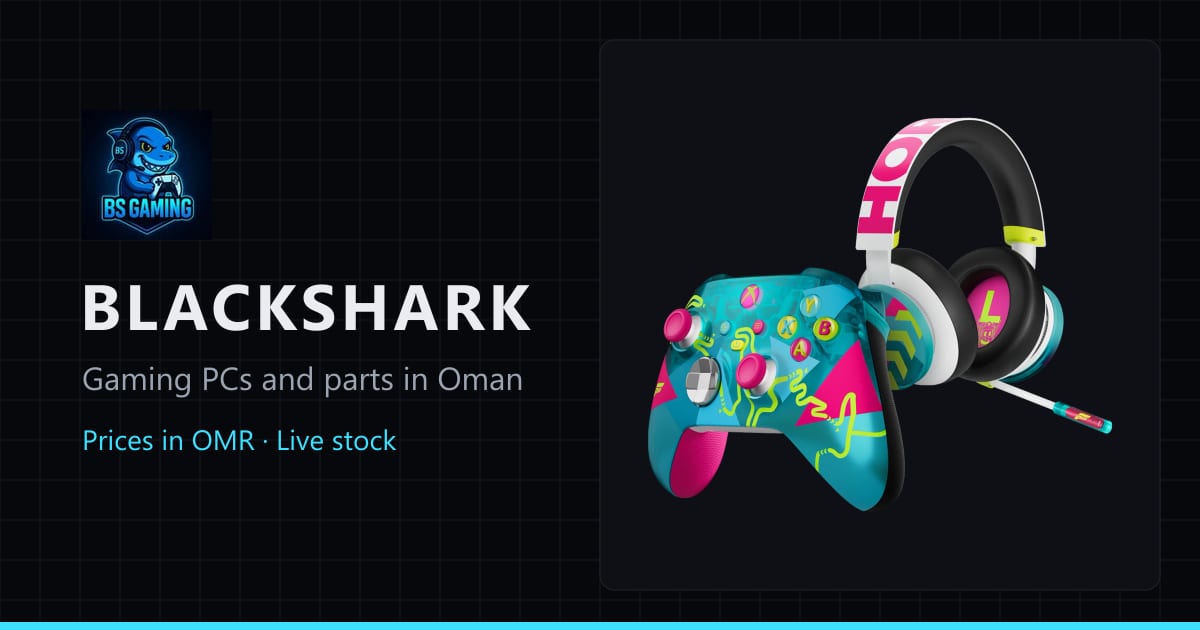 BS
BS GAMING
BLACKSHARK
Gaming PCs and parts in Oman
Prices in OMR · Live stock
X
Y
X
B
A
L